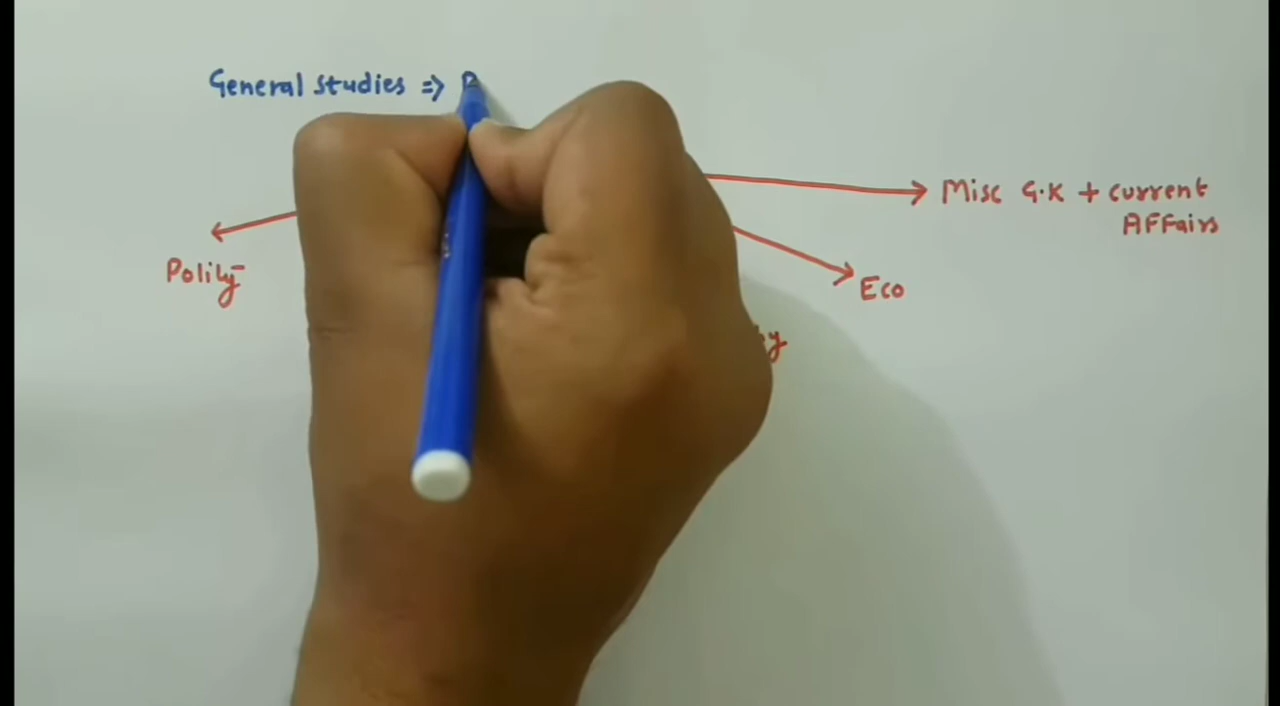 General Studies ⇒
Misc G.K + current
AFFairs
Polity
Eco